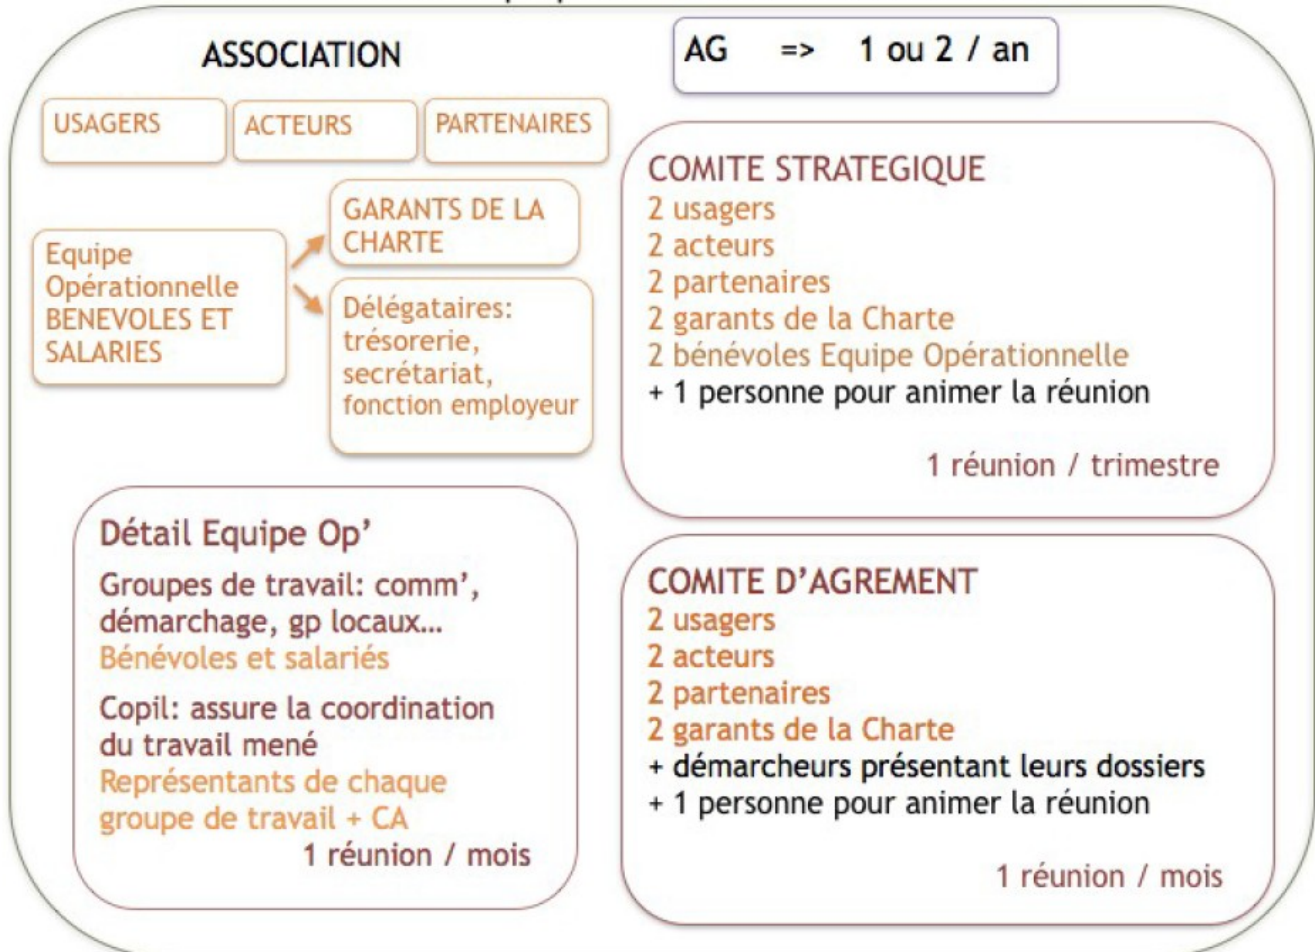 ASSOCIATION
AG => 1 ou 2 / an
USAGERS
ACTEURS
PARTENAIRES
Equipe
Opérationnelle
BENEVOLES ET
SALARIES
GARANTS DE LA
CHARTE
Délégataires:
trésorerie,
secrétariat,
fonction employeur
COMITE STRATEGIQUE
2 usagers
2 acteurs
2 partenaires
2 garants de la Charte
2 bénévoles Equipe Opérationnelle
+ 1 personne pour animer la réunion
1 réunion / trimestre
Détail Equipe Op’
Groupes de travail: comm’,
démarchage, gp locaux…
Bénévoles et salariés
Copil: assure la coordination
du travail mené
Représentants de chaque
groupe de travail + CA
1 réunion / mois
COMITE D’AGREMENT
2 usagers
2 acteurs
2 partenaires
2 garants de la Charte
+ démarcheurs présentant leurs dossiers
+ 1 personne pour animer la réunion
1 réunion / mois